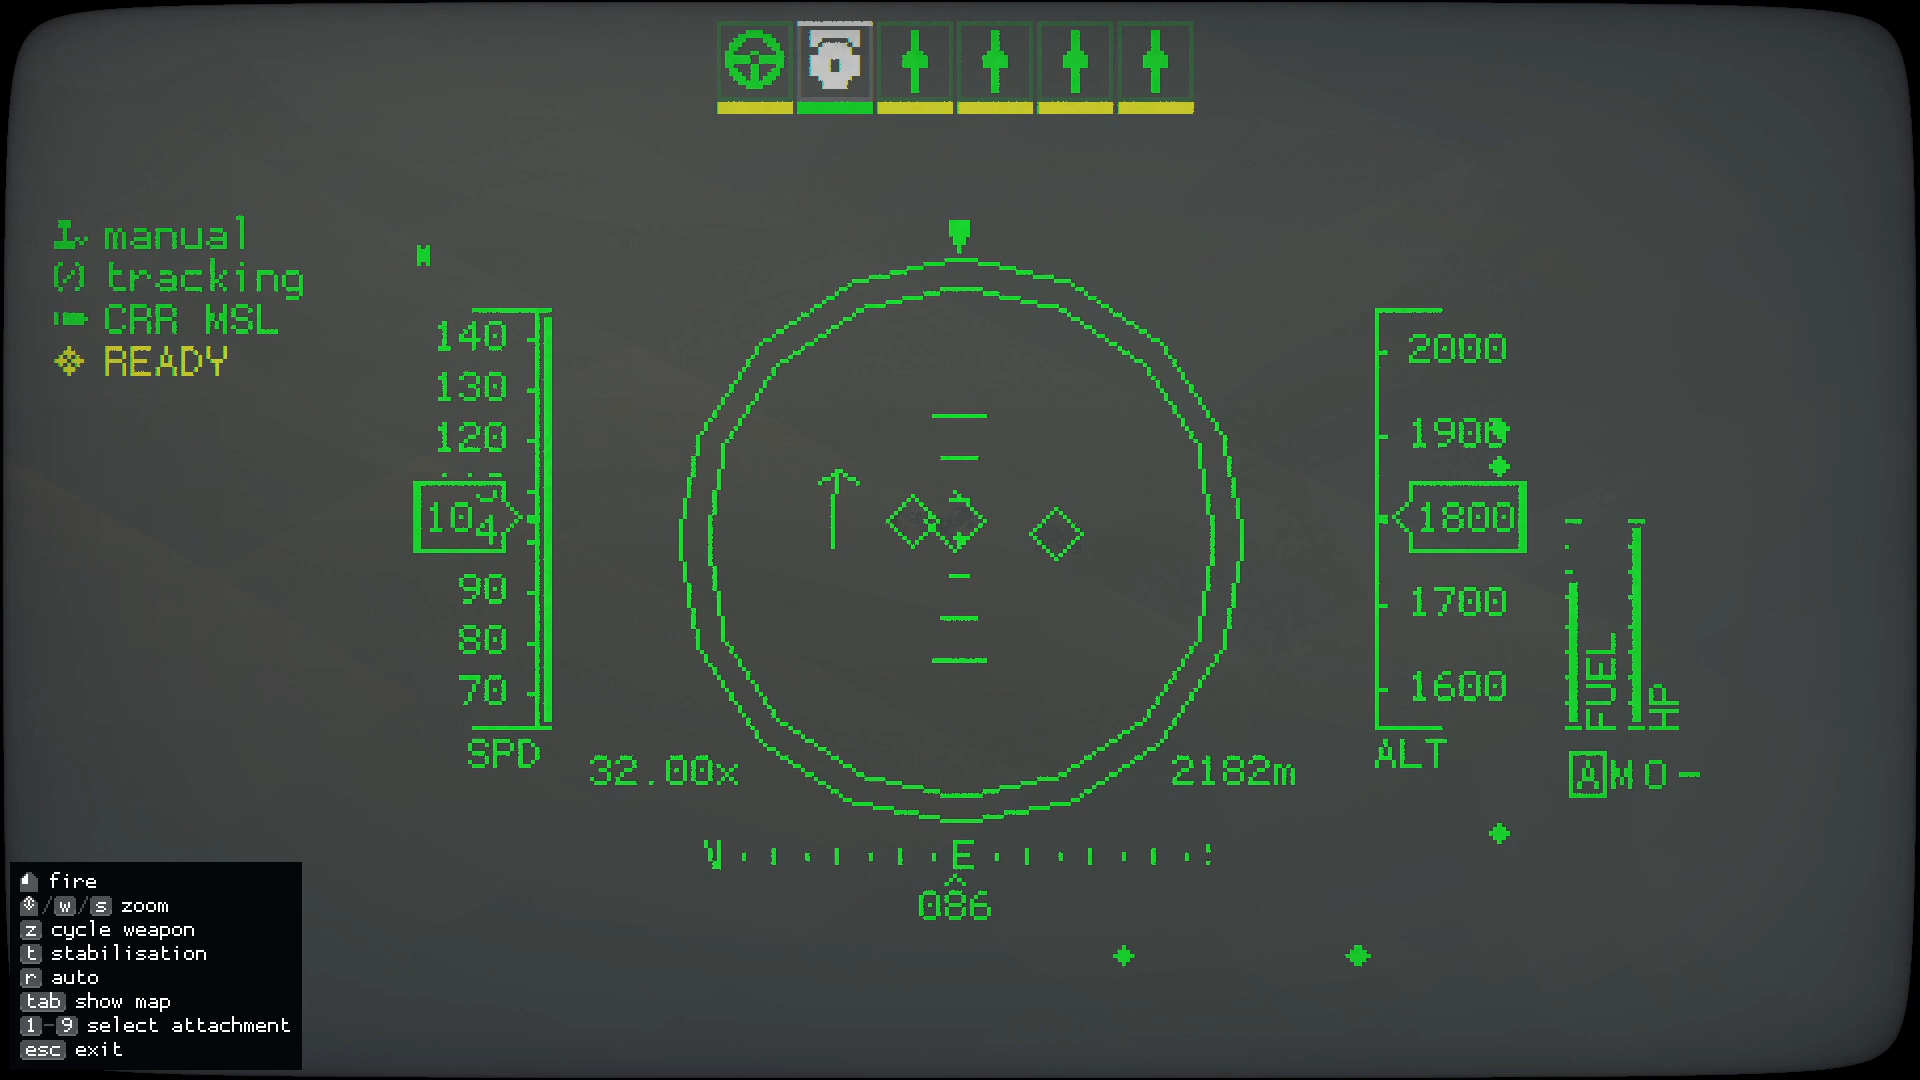 manual
tracking
CRR MSL
READY
140
130
120
104
90
80
70
SPD
32.00x
2000
1900
1800
1700
1600
ALT
2182m
FUEL
HP
AMO-
E
086
fire
/w/s zoom
z cycle weapon
t stabilisation
r auto
tab show map
1-9 select attachment
esc exit